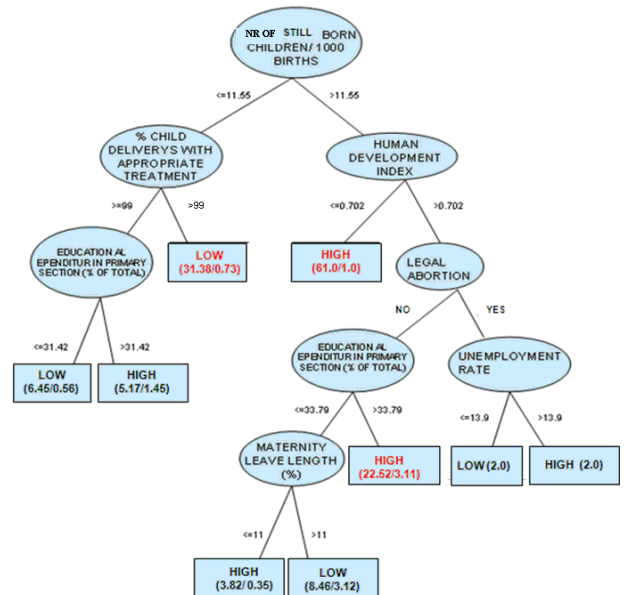 NR OF STILL BORN
CHILDREN/ 1000
BIRTHS
<=11.55
>11.55
% CHILD
DELIVERYS WITH
APPROPRIATE
TREATMENT
HUMAN
DEVELOPMENT
INDEX
>=99
>99
<=0.702
>0.702
EDUCATION AL
EPENDITUR IN PRIMARY
SECTION (% OF TOTAL)
LOW
(31.38/0.73)
HIGH
(61.0/1.0)
LEGAL
ABORTION
NO
YES
<=31.42
>31.42
EDUCATION AL
EPENDITUR IN PRIMARY
SECTION (% OF TOTAL)
UNEMPLOYMENT
RATE
LOW
(6.45/0.56)
HIGH
(5.17/1.45)
<=33.79
>33.79
<=13.9
>13.9
MATERNITY
LEAVE LENGTH
(%)
HIGH
(22.52/3.11)
LOW (2.0)
HIGH (2.0)
<=11
>11
HIGH
(3.82/0.35)
LOW
(8.46/3.12)